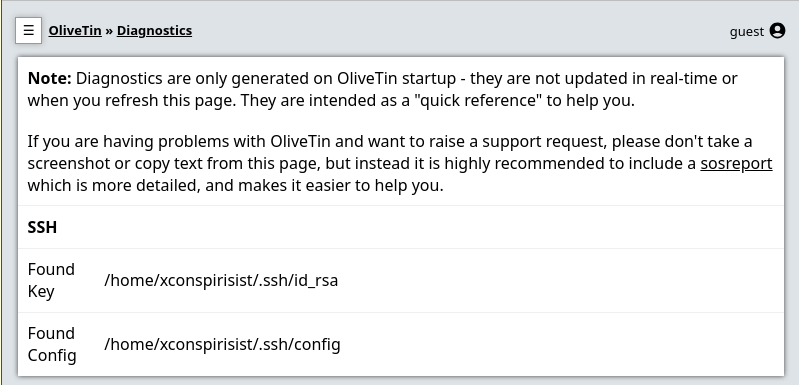 ☰ OliveTin » Diagnostics guest
Note: Diagnostics are only generated on OliveTin startup - they are not updated in real-time or
when you refresh this page. They are intended as a "quick reference" to help you.
If you are having problems with OliveTin and want to raise a support request, please don't take a
screenshot or copy text from this page, but instead it is highly recommended to include a sosreport
which is more detailed, and makes it easier to help you.
SSH
Found
Key
/home/xconspirisist/.ssh/id_rsa
Found
Config
/home/xconspirisist/.ssh/config